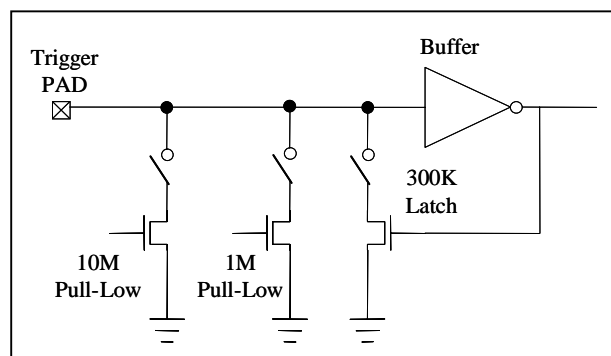 Trigger
PAD
Buffer
300K
Latch
10M
Pull-Low
1M
Pull-Low